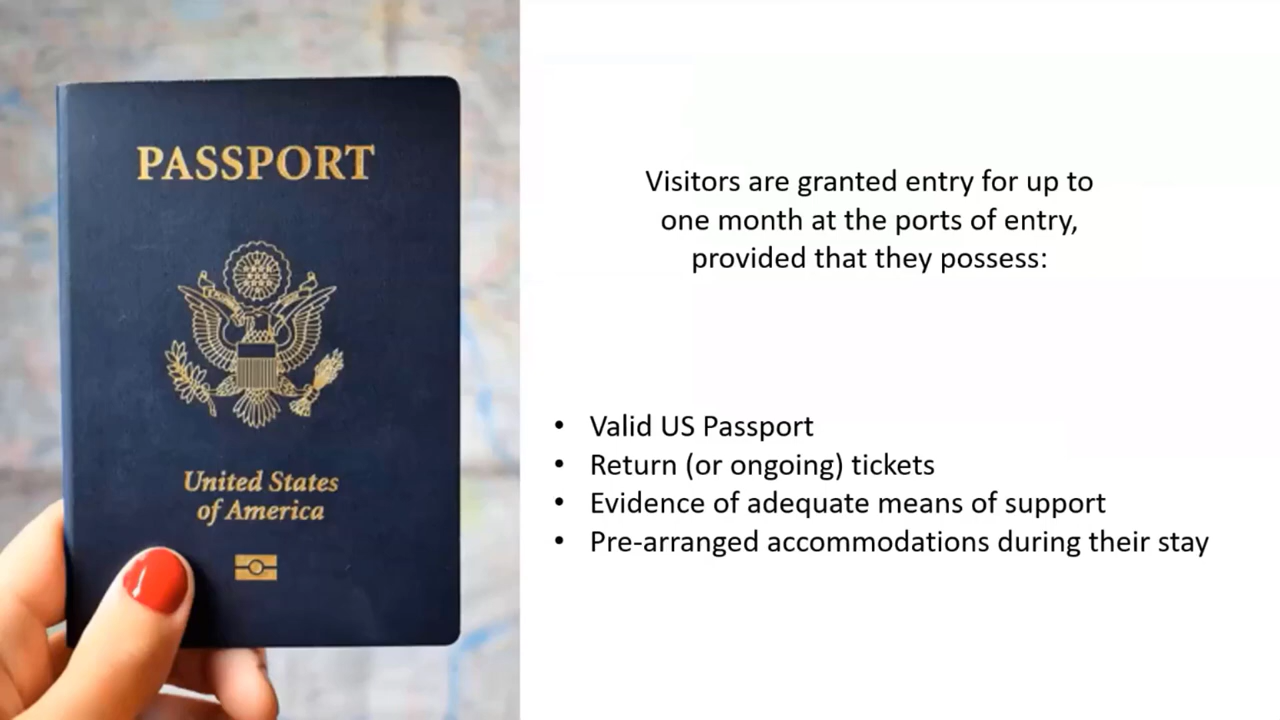 PASSPORT
United States
of America
Visitors are granted entry for up to
one month at the ports of entry,
provided that they possess:
• Valid US Passport
• Return (or ongoing) tickets
• Evidence of adequate means of support
• Pre-arranged accommodations during their stay